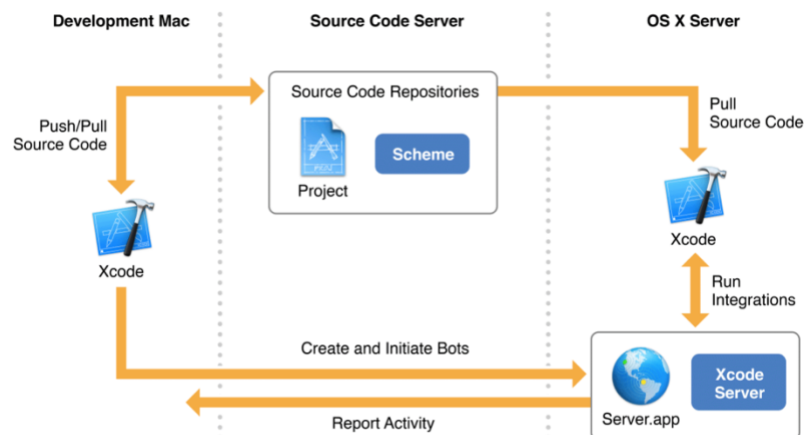 Development Mac
Source Code Server
OS X Server
Source Code Repositories
Project
Scheme
Push/Pull
Source Code
Pull
Source Code
Xcode
Xcode
Run
Integrations
Create and Initiate Bots
Xcode
Server
Server.app
Report Activity